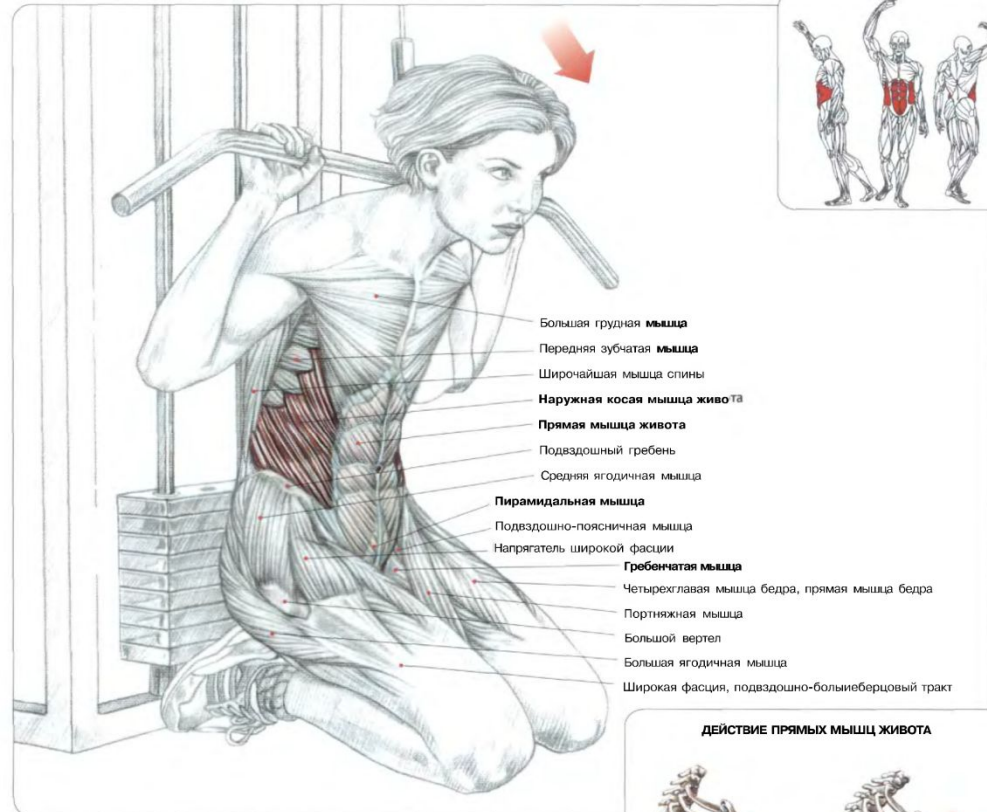 Большая грудная мышца
Передняя зубчатая мышца
Широчайшая мышца спины
Наружная косая мышца живота
Прямая мышца живота
Подвздошный гребень
Средняя ягодичная мышца
Пирамидальная мышца
Подвздошно-поясничная мышца
Напрягатель широкой фасции
Гребенчатая мышца
Четырехглавая мышца бедра, прямая мышца бедра
Портняжная мышца
Большой вертел
Большая ягодичная мышца
Широкая фасция, подвздошно-болыиеберцовый тракт
ДЕЙСТВИЕ ПРЯМЫХ МЫШЦ ЖИВОТА